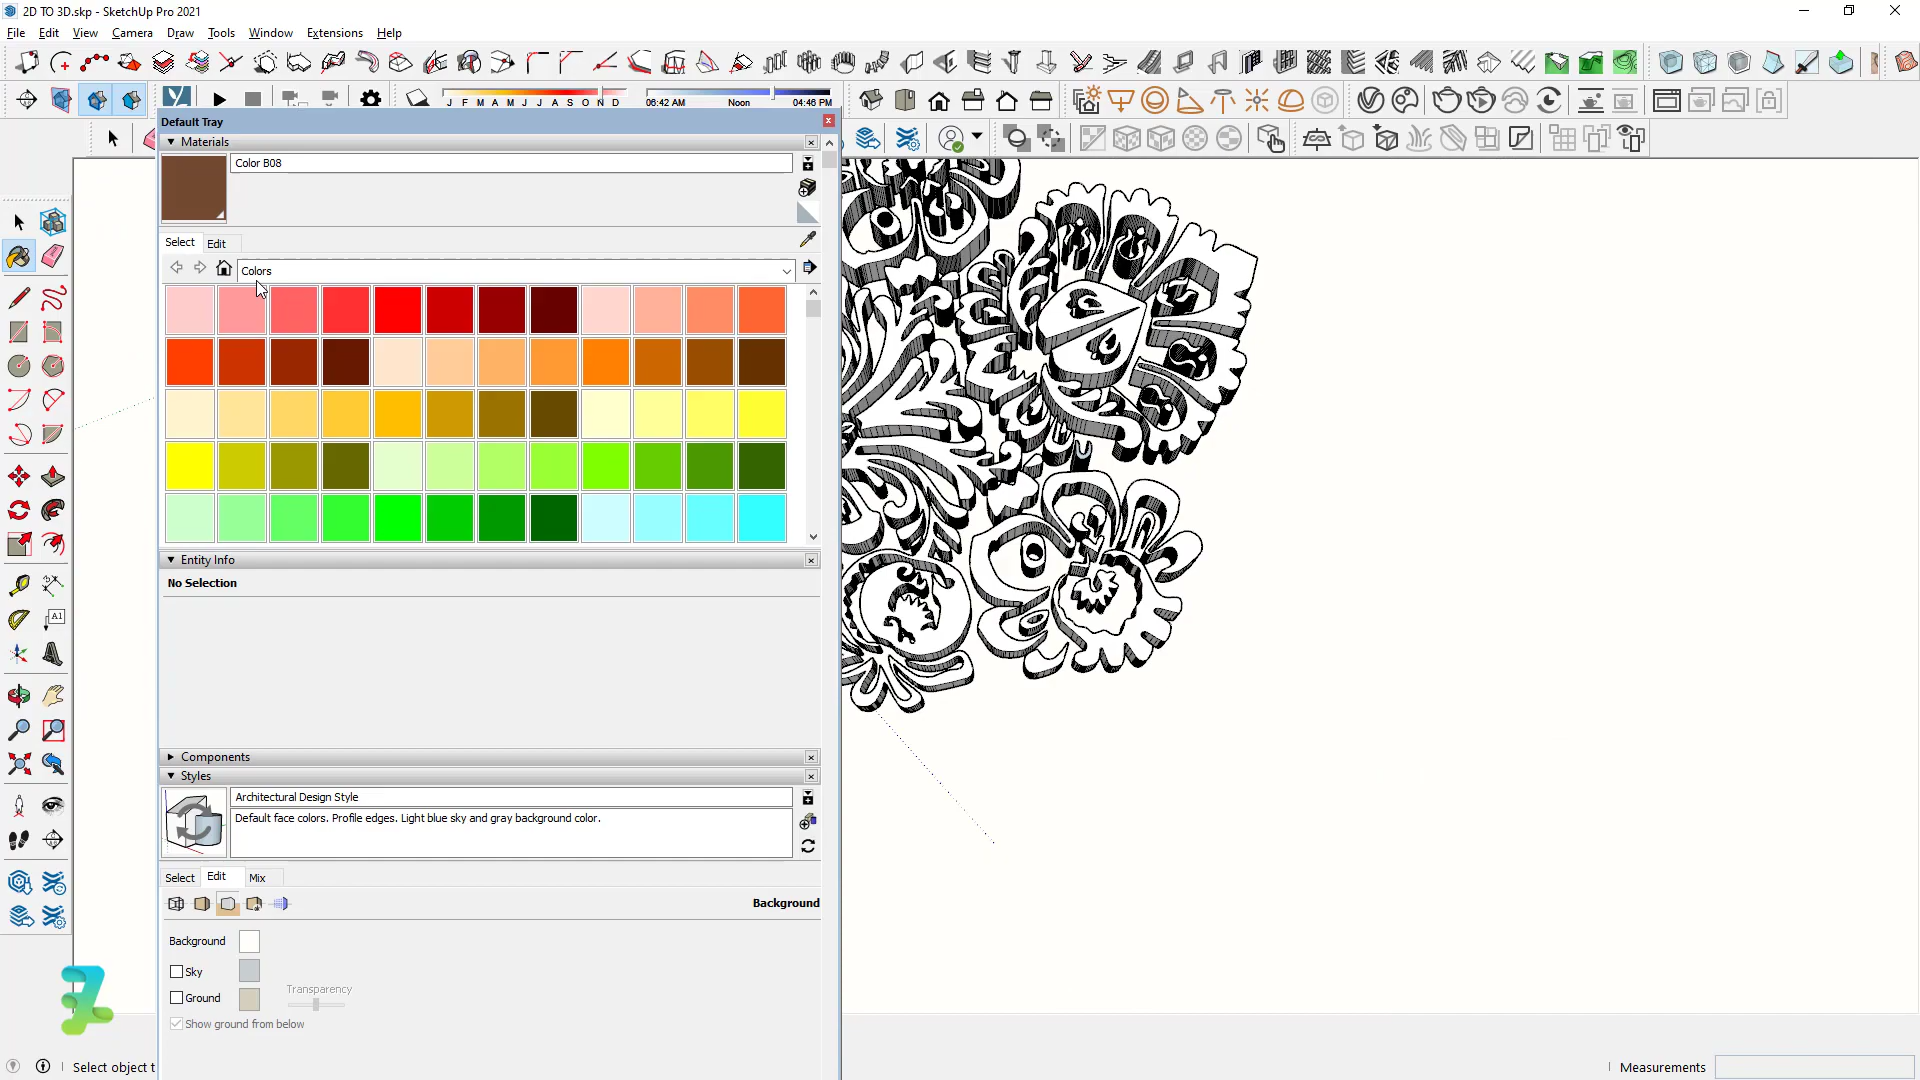 2D TO 3D.skp - SketchUp Pro 2021
File Edit View Camera Draw Tools Window Extensions Help
J F M A M J J A S O N D 06:42 AM Noon 04:46 PM
Default Tray
Materials
Color B08
Select Edit
Colors
Entity Info
No Selection
Components
Styles
Architectural Design Style
Default face colors. Profile edges. Light blue sky and gray background color.
Select Edit Mix
Background
Background
Sky
Ground
Transparency
Show ground from below
A1
Select object t
Measurements